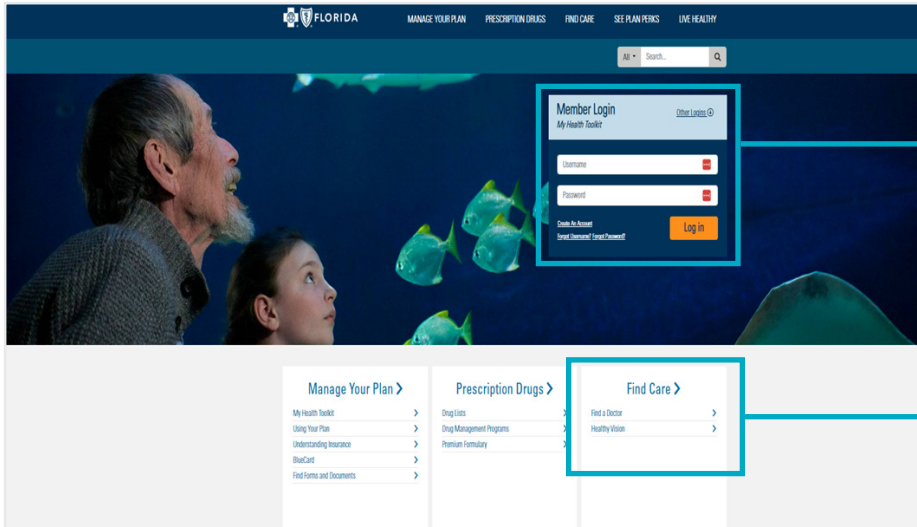 FLORIDA
MANAGE YOUR PLAN PRESCRIPTION DRUGS FIND CARE SEE PLAN PERKS LIVE HEALTHY
All Search...
Member Login
Other Logins
My Health Toolkit
Username
Password
Create An Account
Forgot Username? Forgot Password?
Log in
Manage Your Plan
My Health Toolkit
Using Your Plan
Understanding Insurance
BlueCard
Find Forms and Documents
Prescription Drugs
Drug Lists
Drug Management Programs
Premium Formulary
Find Care
Find a Doctor
Healthy Vision